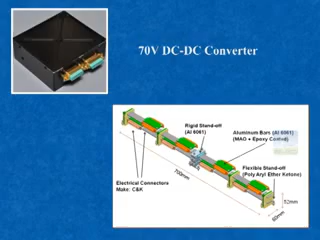 70V DC-DC Converter
Rigid Stand-off
(Al 6061)
Aluminum Bars (Al 6061)
(MAO + Epoxy Coated)
Flexible Stand-off
(Poly Aryl Ether Ketone)
Electrical Connectors
Make: C&K
700mm
12mm
60mm